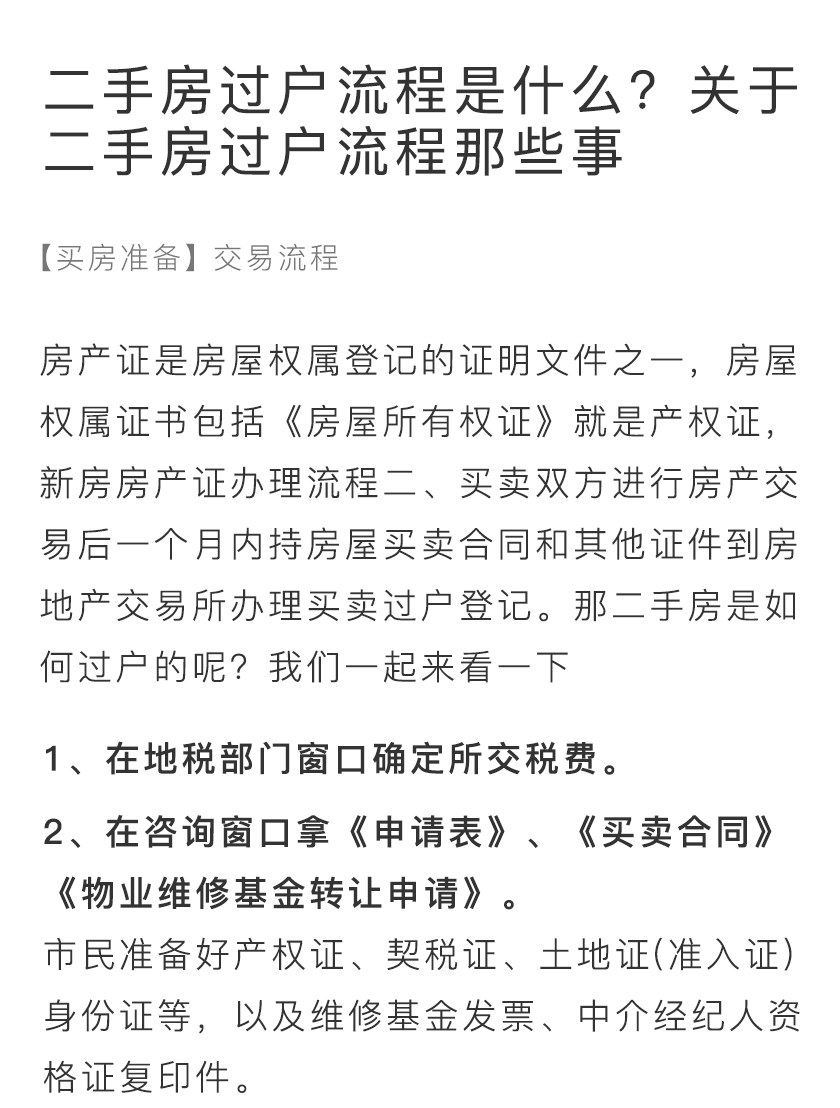 二手房过户流程是什么？关于
二手房过户流程那些事
【买房准备】交易流程
房产证是房屋权属登记的证明文件之一，房屋
权属证书包括《房屋所有权证》就是产权证，
新房房产证办理流程二、买卖双方进行房产交
易后一个月内持房屋买卖合同和其他证件到房
地产交易所办理买卖过户登记。那二手房是如
何过户的呢？我们一起来看一下
1、在地税部门窗口确定所交税费。
2、在咨询窗口拿《申请表》、《买卖合同》
《物业维修基金转让申请》。
市民准备好产权证、契税证、土地证(准入证)
身份证等，以及维修基金发票、中介经纪人资
格证复印件。